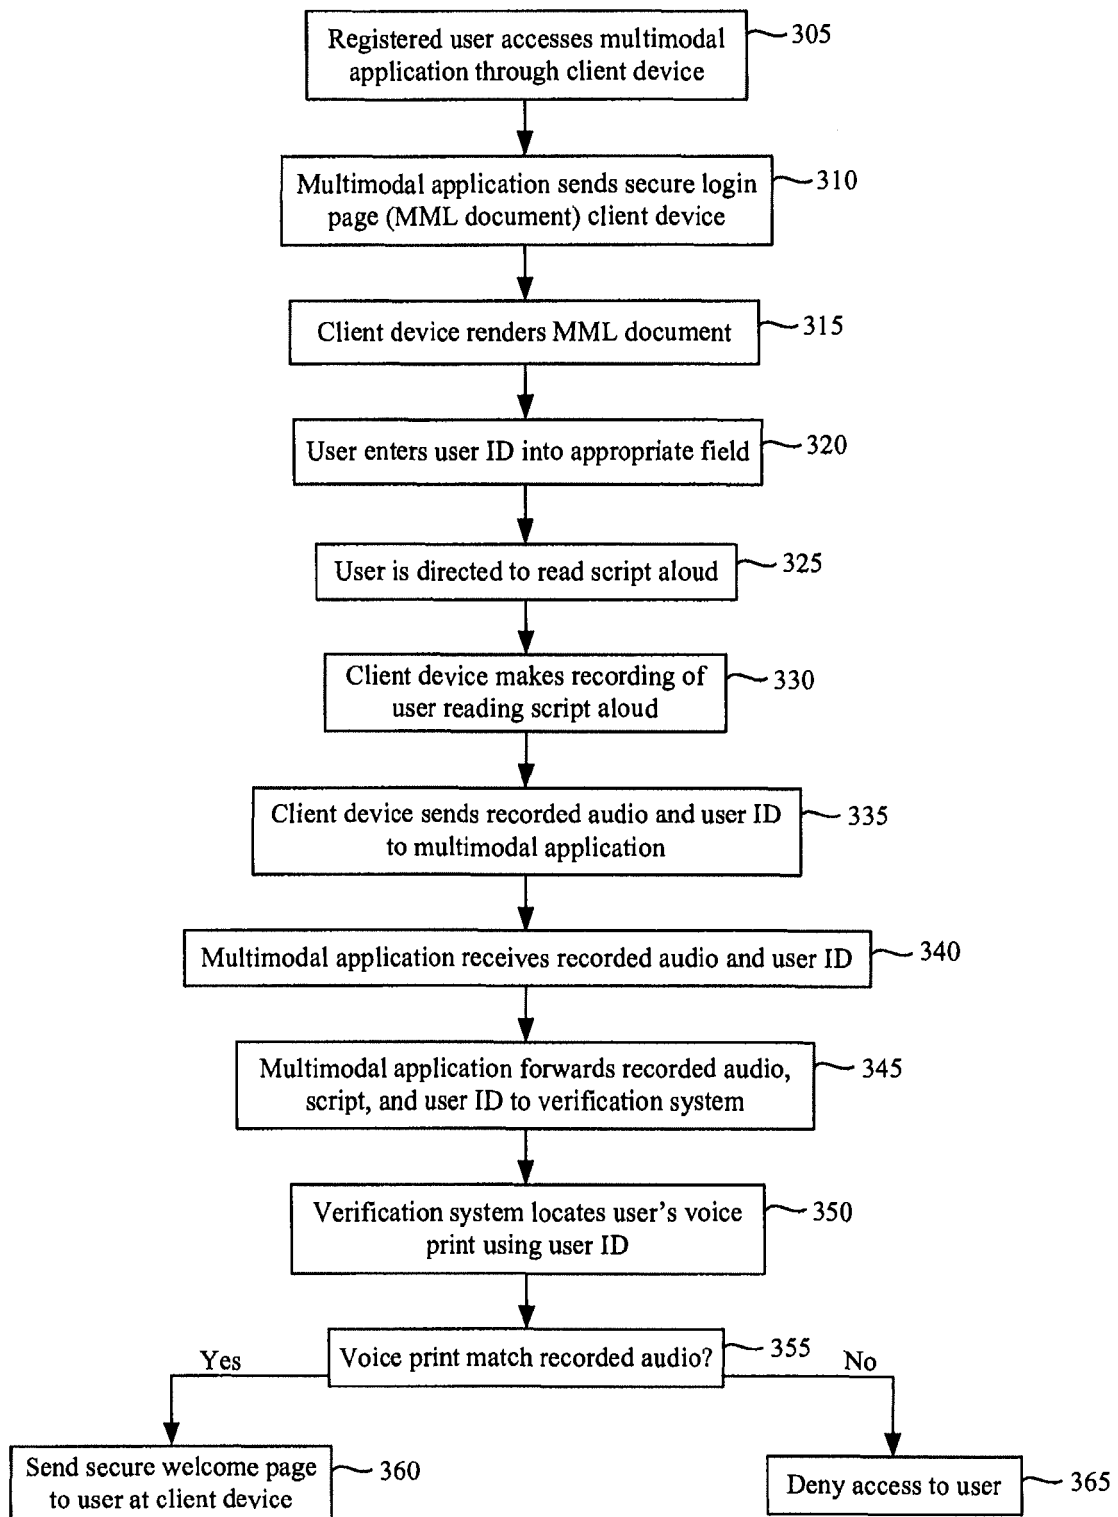 Registered user accesses multimodal
application through client device
305
Multimodal application sends secure login
page (MML document) client device
310
Client device renders MML document
315
User enters user ID into appropriate field
320
User is directed to read script aloud
325
Client device makes recording of
user reading script aloud
330
Client device sends recorded audio and user ID
to multimodal application
335
Multimodal application receives recorded audio and user ID
340
Multimodal application forwards recorded audio,
script, and user ID to verification system
345
Verification system locates user's voice
print using user ID
350
Voice print match recorded audio?
355
Yes
No
Send secure welcome page
to user at client device
360
Deny access to user
365